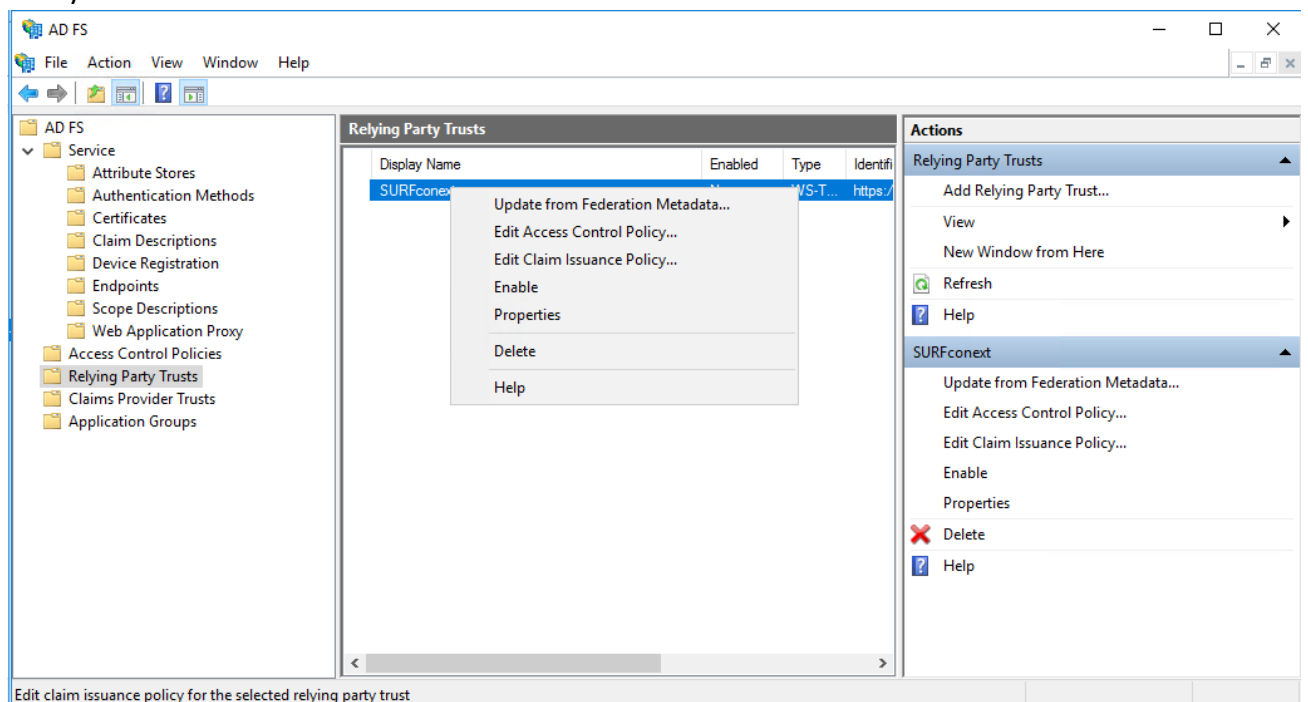 AD FS
File Action View Window Help
AD FS
Service
Attribute Stores
Authentication Methods
Certificates
Claim Descriptions
Device Registration
Endpoints
Scope Descriptions
Web Application Proxy
Access Control Policies
Relying Party Trusts
Claims Provider Trusts
Application Groups
Relying Party Trusts
Display Name Enabled Type Identifi
SURFconex WS-T... https:/
Update from Federation Metadata...
Edit Access Control Policy...
Edit Claim Issuance Policy...
Enable
Properties
Delete
Help
Actions
Relying Party Trusts
Add Relying Party Trust...
View
New Window from Here
Refresh
Help
SURFconext
Update from Federation Metadata...
Edit Access Control Policy...
Edit Claim Issuance Policy...
Enable
Properties
Delete
Help
Edit claim issuance policy for the selected relying party trust